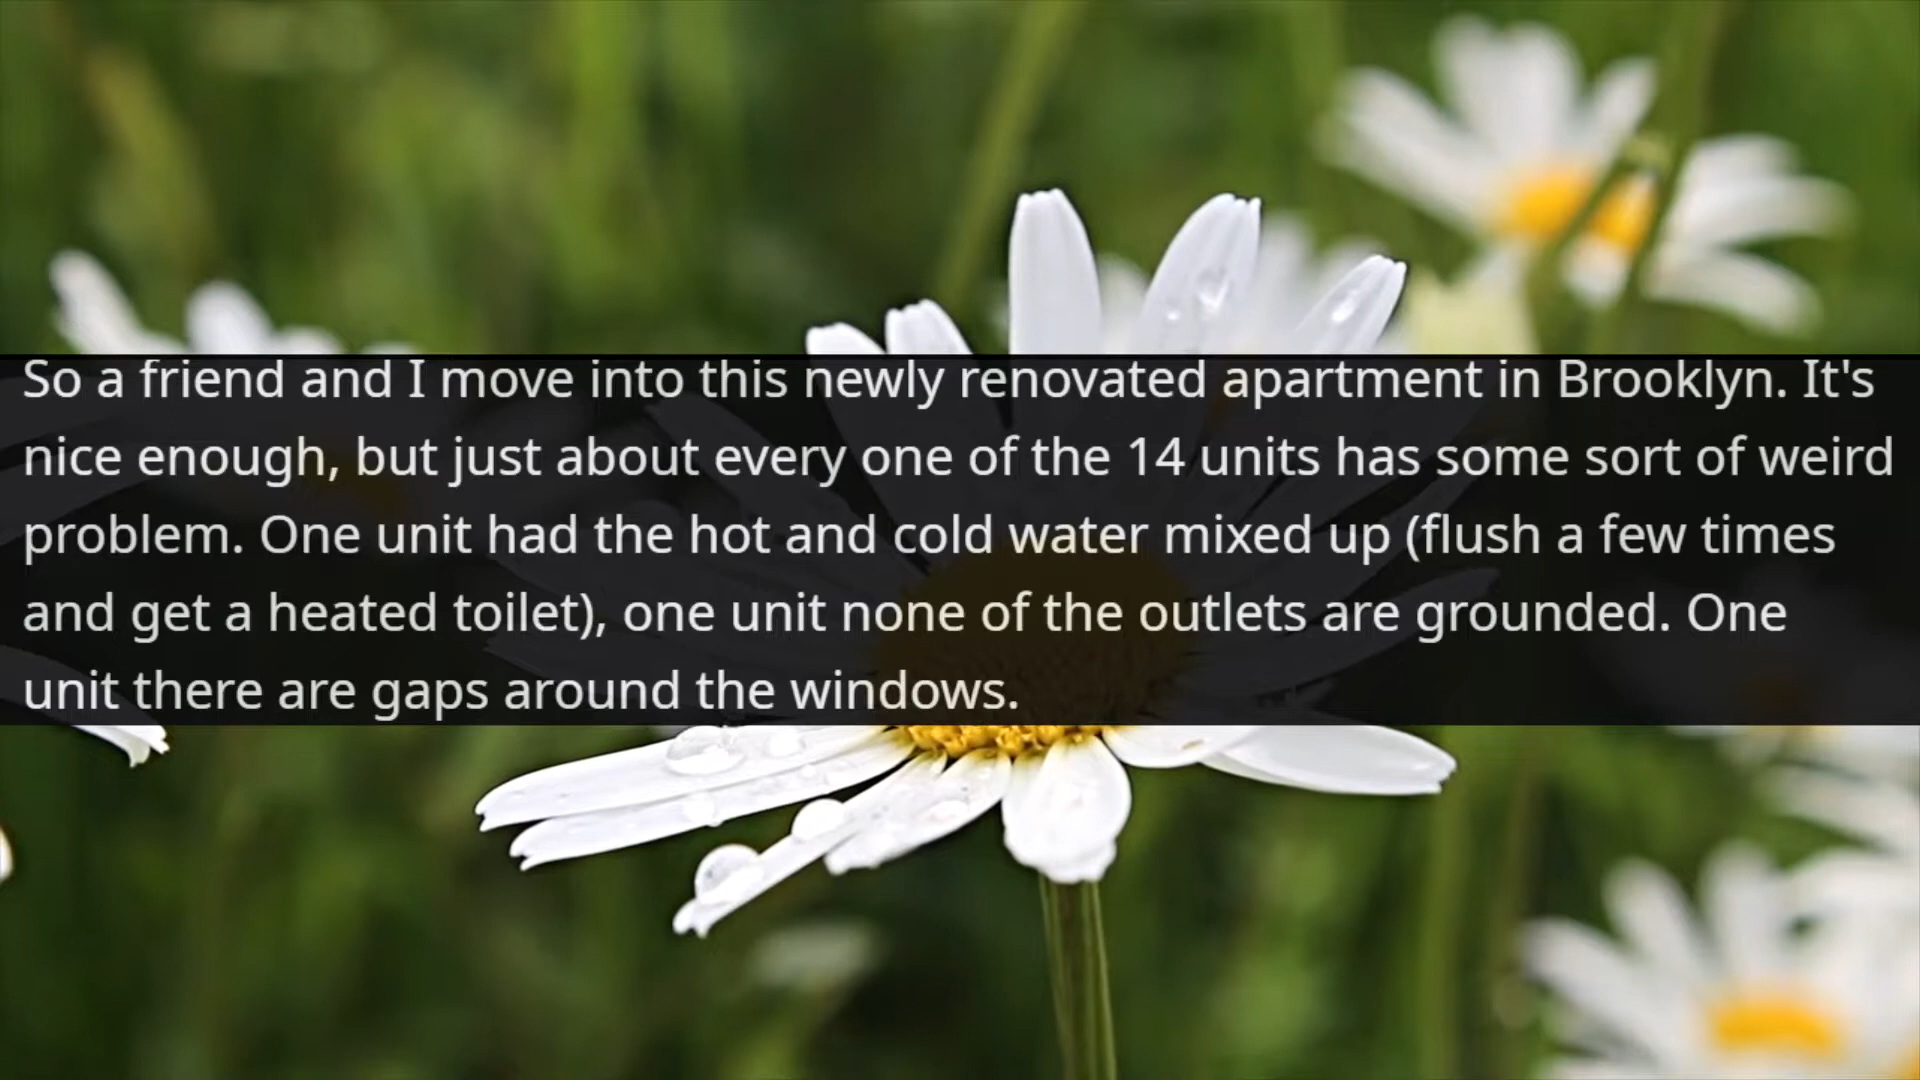 So a friend and I move into this newly renovated apartment in Brooklyn. It's
nice enough, but just about every one of the 14 units has some sort of weird
problem. One unit had the hot and cold water mixed up (flush a few times
and get a heated toilet), one unit none of the outlets are grounded. One
unit there are gaps around the windows.